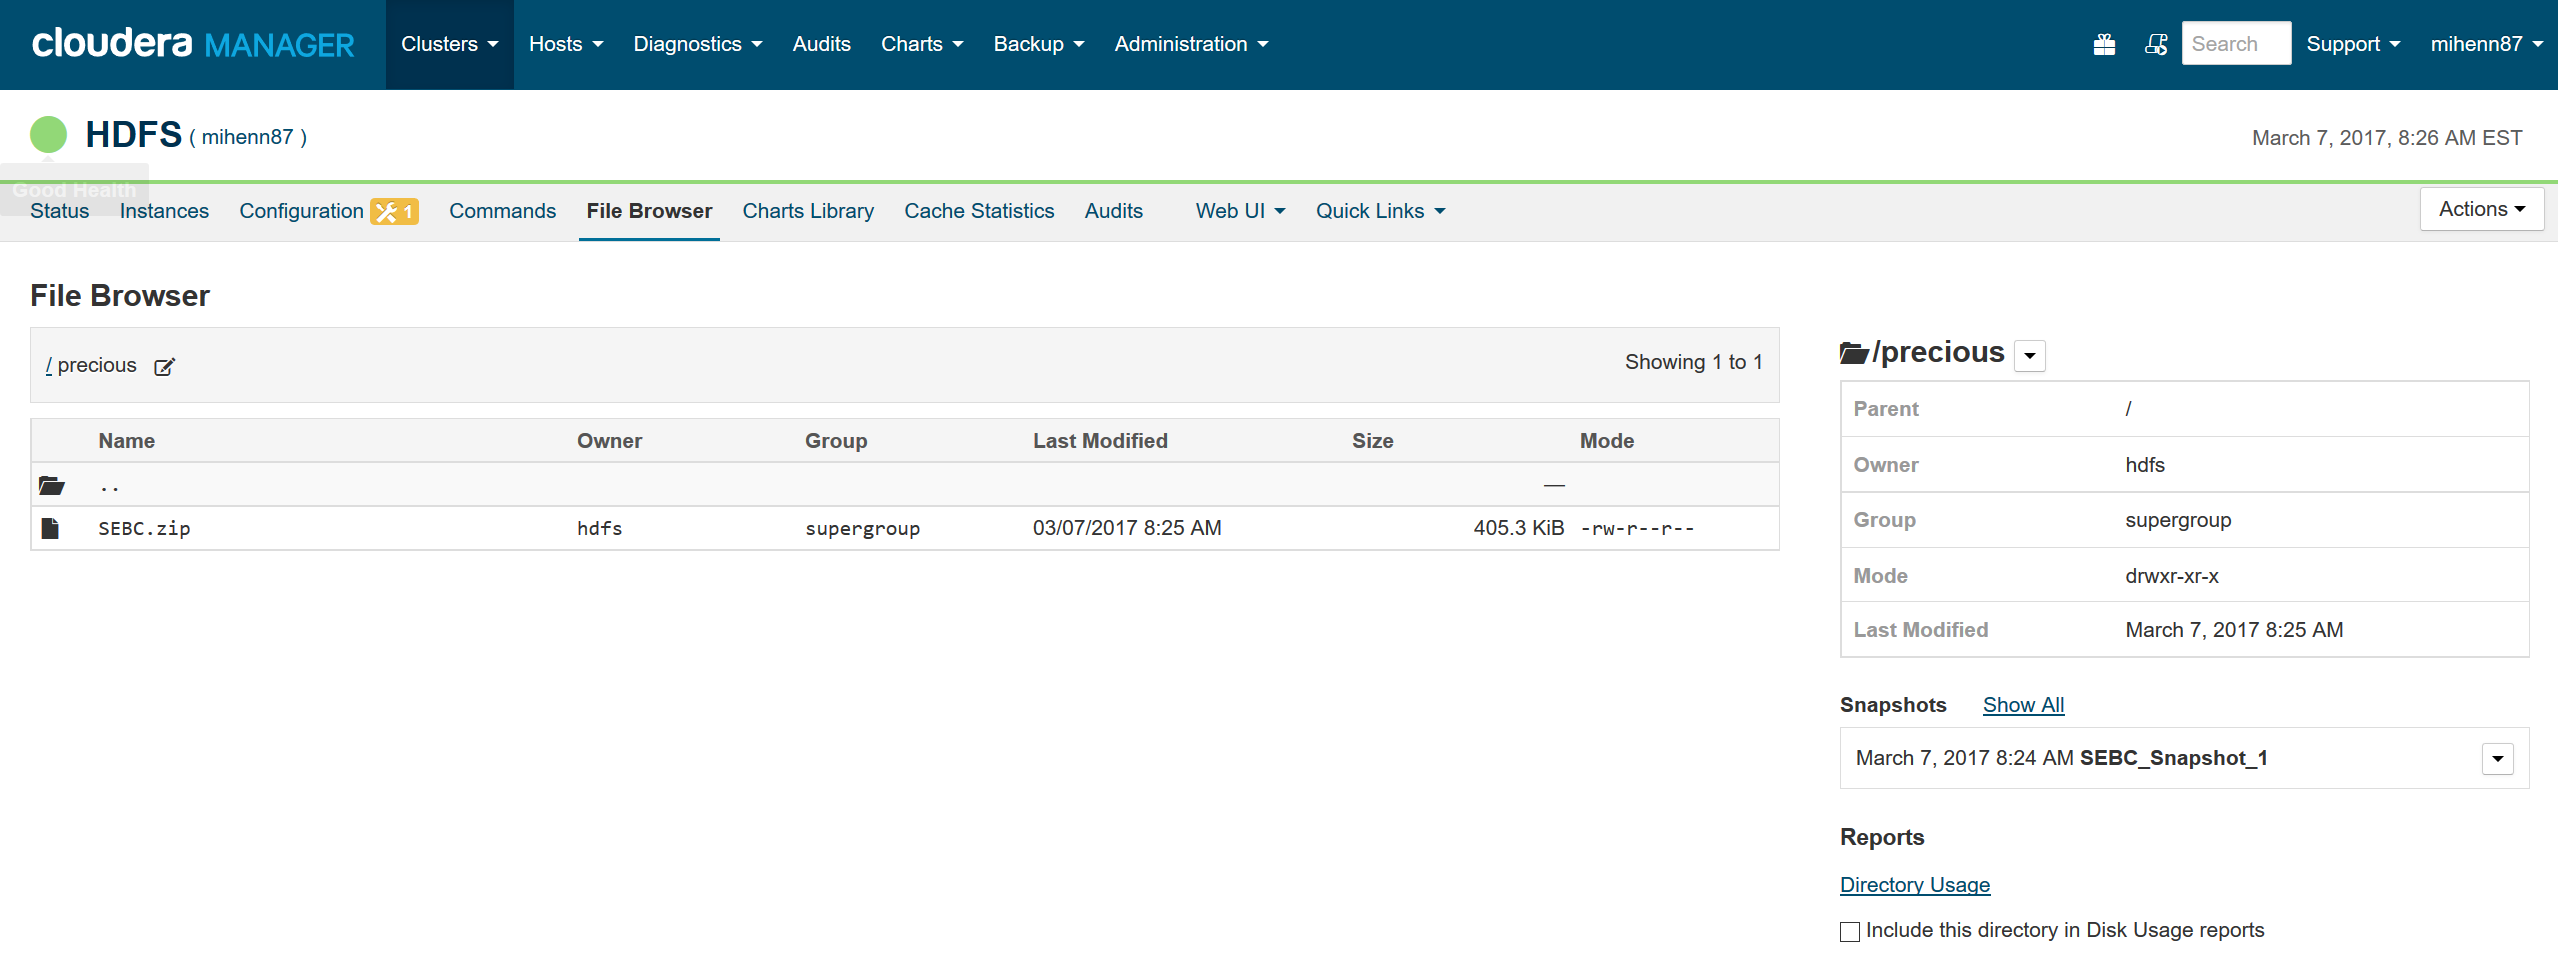 cloudera MANAGER Clusters Hosts Diagnostics Audits Charts Backup Administration Search Support mihenn87
HDFS ( mihenn87 ) March 7, 2017, 8:26 AM EST
Good Health
Status Instances Configuration 1 Commands File Browser Charts Library Cache Statistics Audits Web UI Quick Links Actions
File Browser
/ precious Showing 1 to 1
Name Owner Group Last Modified Size Mode
.. —
SEBC.zip hdfs supergroup 03/07/2017 8:25 AM 405.3 KiB -rw-r--r--
/precious
Parent /
Owner hdfs
Group supergroup
Mode drwxr-xr-x
Last Modified March 7, 2017 8:25 AM
Snapshots Show All
March 7, 2017 8:24 AM SEBC_Snapshot_1
Reports
Directory Usage
Include this directory in Disk Usage reports